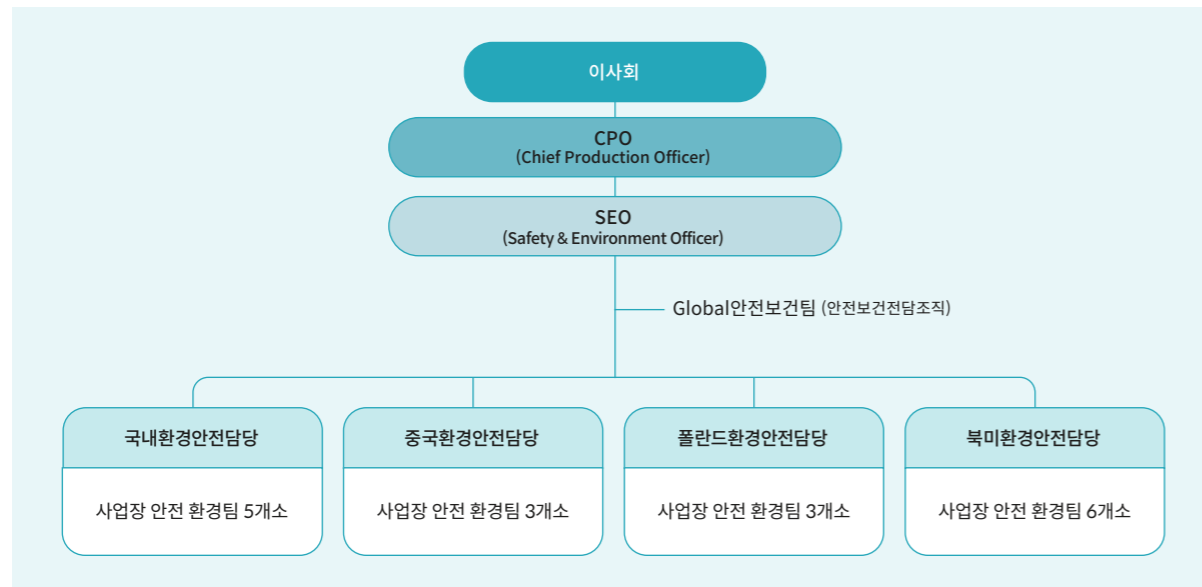 이사회
CPO
(Chief Production Officer)
SEO
(Safety & Environment Officer)
Global안전보건팀 (안전보건전담조직)
국내환경안전담당
사업장 안전 환경팀 5개소
중국환경안전담당
사업장 안전 환경팀 3개소
폴란드환경안전담당
사업장 안전 환경팀 3개소
북미환경안전담당
사업장 안전 환경팀 6개소